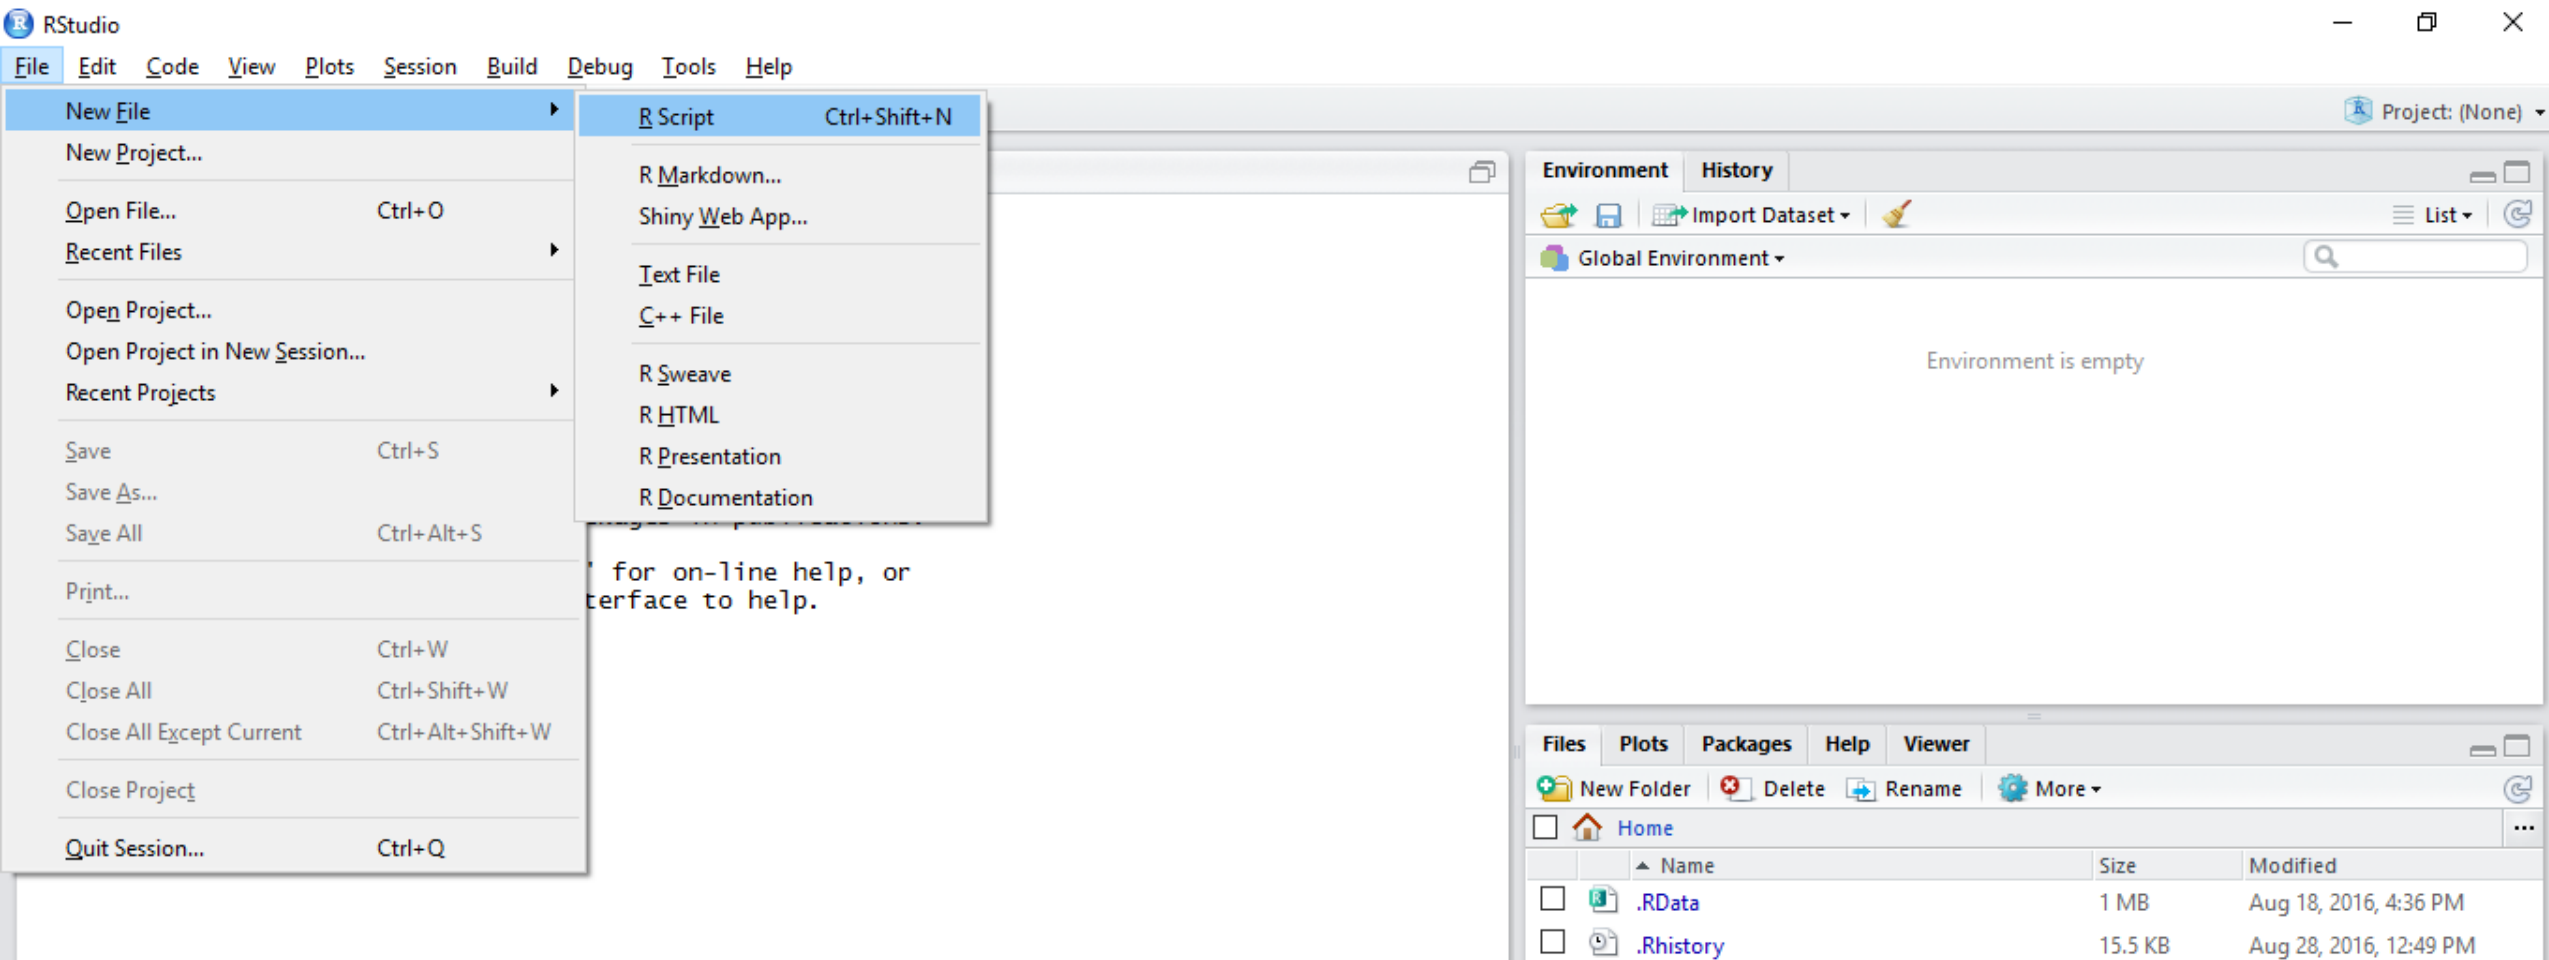 RStudio
File Edit Code View Plots Session Build Debug Tools Help
New File
New Project...
Open File... Ctrl+O
Recent Files
Open Project...
Open Project in New Session...
Recent Projects
Save Ctrl+S
Save As...
Save All Ctrl+Alt+S
Print...
Close Ctrl+W
Close All Ctrl+Shift+W
Close All Except Current Ctrl+Alt+Shift+W
Close Project
Quit Session... Ctrl+Q
R Script Ctrl+Shift+N
R Markdown...
Shiny Web App...
Text File
C++ File
R Sweave
R HTML
R Presentation
R Documentation
' for on-line help, or
terface to help.
Project: (None)
Environment History
Import Dataset List
Global Environment
Environment is empty
Files Plots Packages Help Viewer
New Folder Delete Rename More
Home ...
Name Size Modified
.RData 1 MB Aug 18, 2016, 4:36 PM
.Rhistory 15.5 KB Aug 28, 2016, 12:49 PM